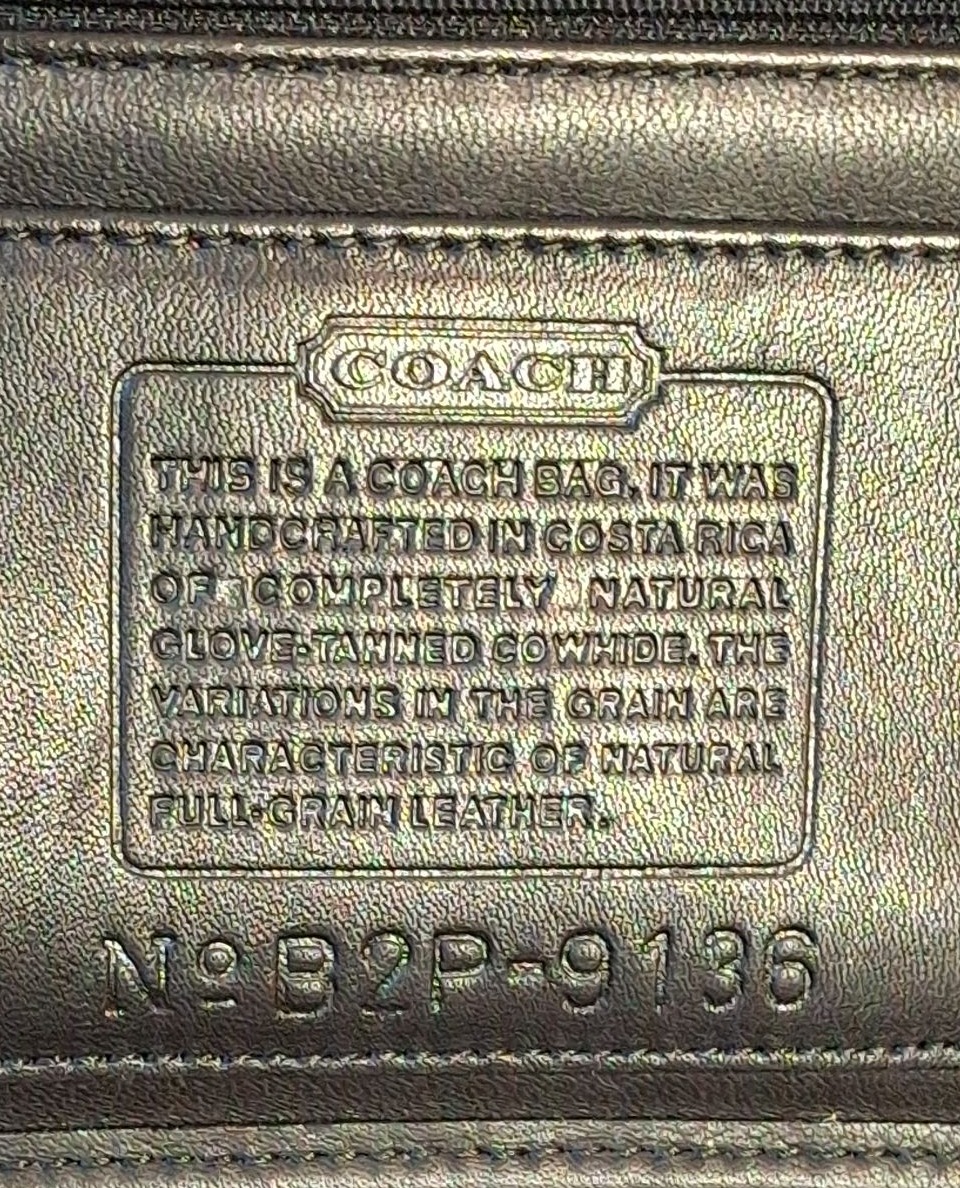 COACH
THIS IS A COACH BAG. IT WAS
HANDCRAFTED IN COSTA RICA
OF COMPLETELY NATURAL
GLOVE-TANNED COWHIDE. THE
VARIATIONS IN THE GRAIN ARE
CHARACTERISTIC OF NATURAL
FULL-GRAIN LEATHER.
Nº B2P-9136